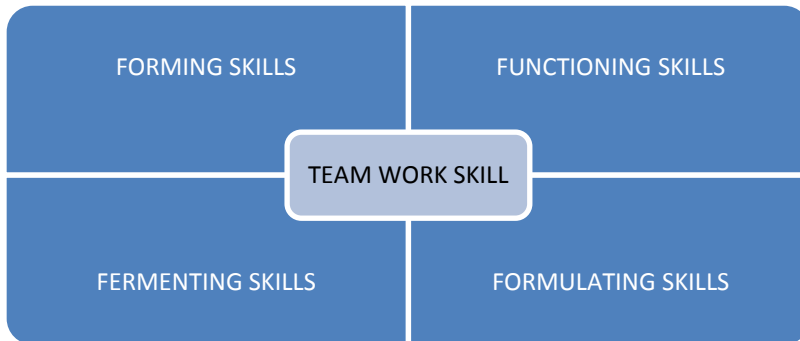 FORMING SKILLS
FUNCTIONING SKILLS
TEAM WORK SKILL
FERMENTING SKILLS
FORMULATING SKILLS